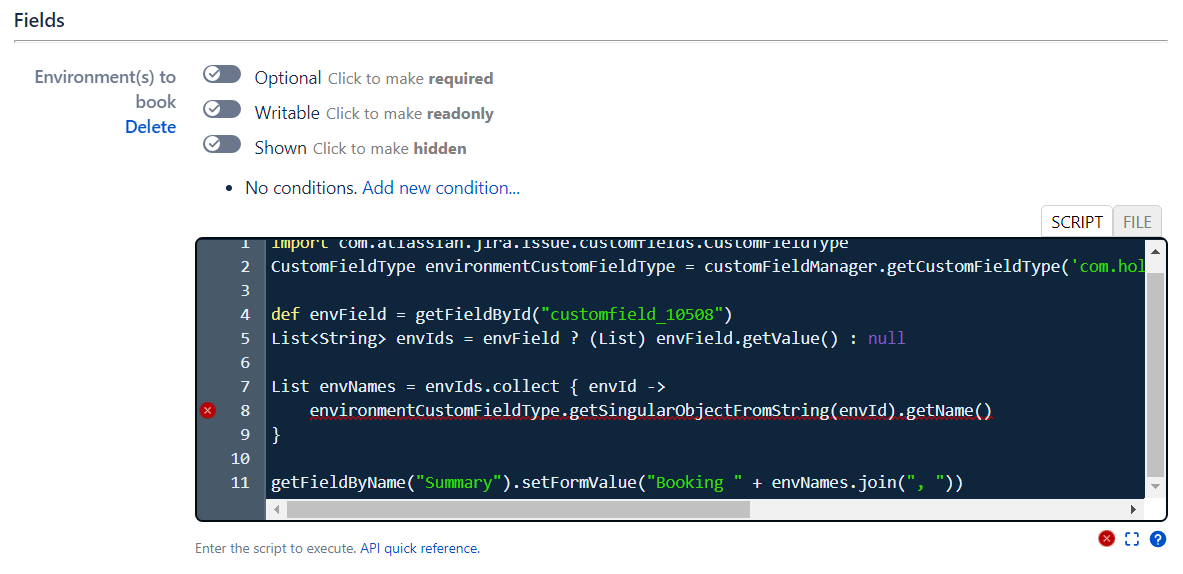 Fields
Environment(s) to
book
Delete
Optional Click to make required
Writable Click to make readonly
Shown Click to make hidden
• No conditions. Add new condition...
SCRIPT FILE
1 import com.atlassian.jira.issue.customfields.CustomFieldType
2 CustomFieldType environmentCustomFieldType = customFieldManager.getCustomFieldType('com.hol
3
4 def envField = getFieldById("customfield_10508")
5 List<String> envIds = envField ? (List) envField.getValue() : null
6
7 List envNames = envIds.collect { envId ->
8 environmentCustomFieldType.getSingularObjectFromString(envId).getName()
9 }
10
11 getFieldByName("Summary").setFormValue("Booking " + envNames.join(", "))
Enter the script to execute. API quick reference.